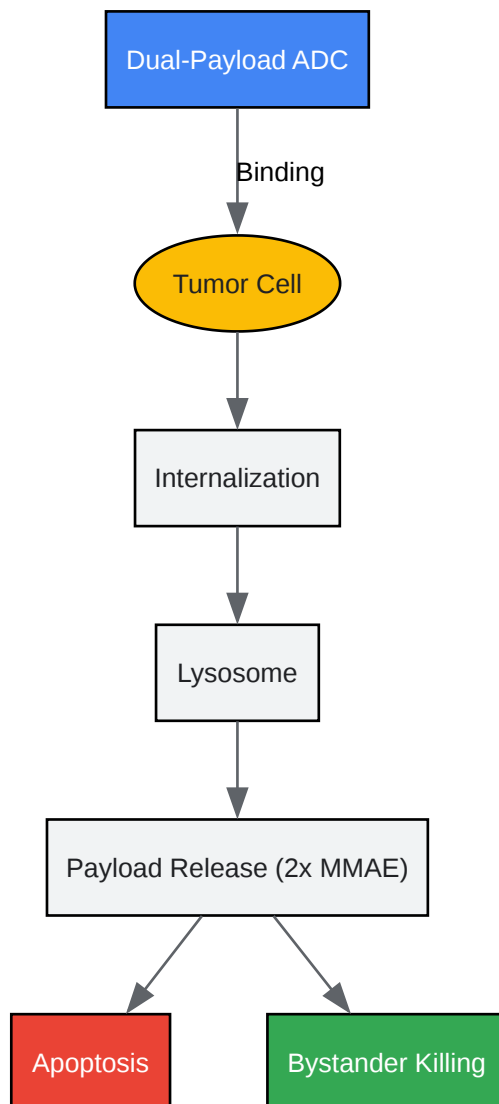 Dual-Payload ADC
Binding
Tumor Cell
Internalization
Lysosome
Payload Release (2x MMAE)
Apoptosis
Bystander Killing